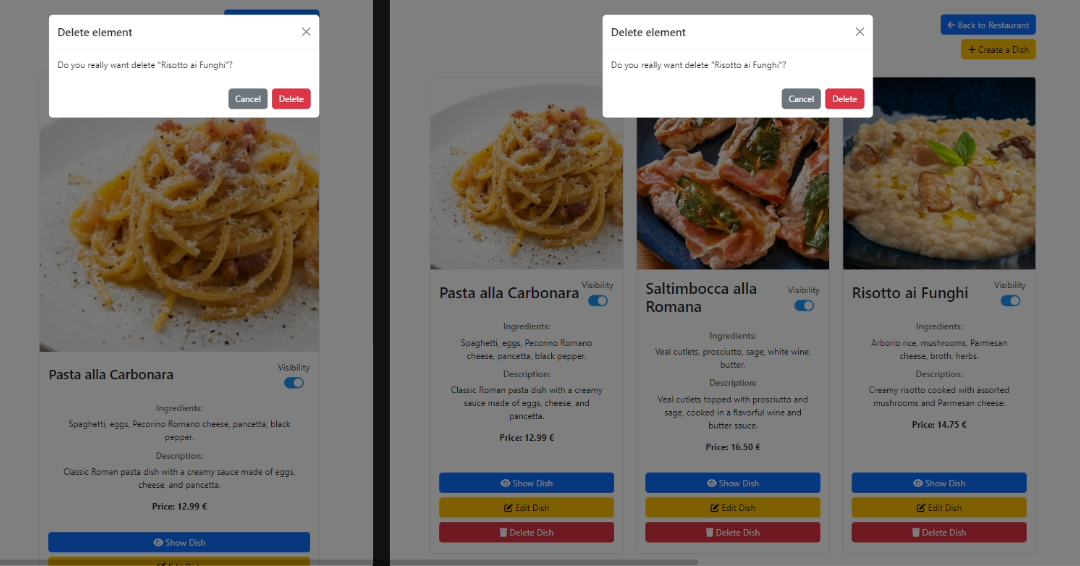 Delete element
Do you really want delete "Risotto ai Funghi"?
Cancel
Delete
Pasta alla Carbonara
Visibility
Ingredients:
Spaghetti, eggs, Pecorino Romano cheese, pancetta, black
pepper.
Description:
Classic Roman pasta dish with a creamy sauce made of eggs,
cheese, and pancetta.
Price: 12.99 €
Show Dish
Back to Restaurant
Create a Dish
Delete element
Do you really want delete "Risotto ai Funghi"?
Cancel
Delete
Pasta alla Carbonara
Visibility
Ingredients:
Spaghetti, eggs, Pecorino Romano
cheese, pancetta, black pepper.
Description:
Classic Roman pasta dish with a creamy
sauce made of eggs, cheese, and
pancetta.
Price: 12.99 €
Show Dish
Edit Dish
Delete Dish
Saltimbocca alla
Romana
Visibility
Ingredients:
Veal cutlets, prosciutto, sage, white wine,
butter.
Description:
Veal cutlets topped with prosciutto and
sage, cooked in a flavorful wine and
butter sauce.
Price: 16.50 €
Show Dish
Edit Dish
Delete Dish
Risotto ai Funghi
Visibility
Ingredients:
Arborio rice, mushrooms, Parmesan
cheese, broth, herbs.
Description:
Creamy risotto cooked with assorted
mushrooms and Parmesan cheese.
Price: 14.75 €
Show Dish
Edit Dish
Delete Dish